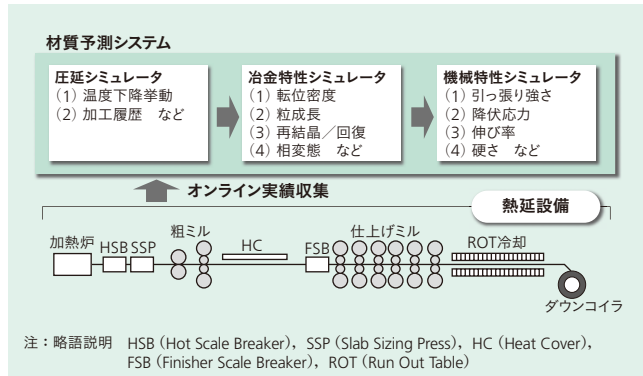 材質予測システム
圧延シミュレータ
（1）温度下降挙動
（2）加工履歴　など
冶金特性シミュレータ
（1）転位密度
（2）粒成長
（3）再結晶／回復
（4）相変態　など
機械特性シミュレータ
（1）引っ張り強さ
（2）降伏応力
（3）伸び率
（4）硬さ　など
オンライン実績収集
熱延設備
加熱炉
HSB
SSP
粗ミル
HC
FSB
仕上げミル
ROT冷却
ダウンコイラ
注：略語説明　HSB（Hot Scale Breaker），SSP（Slab Sizing Press），HC（Heat Cover），
FSB（Finisher Scale Breaker），ROT（Run Out Table）